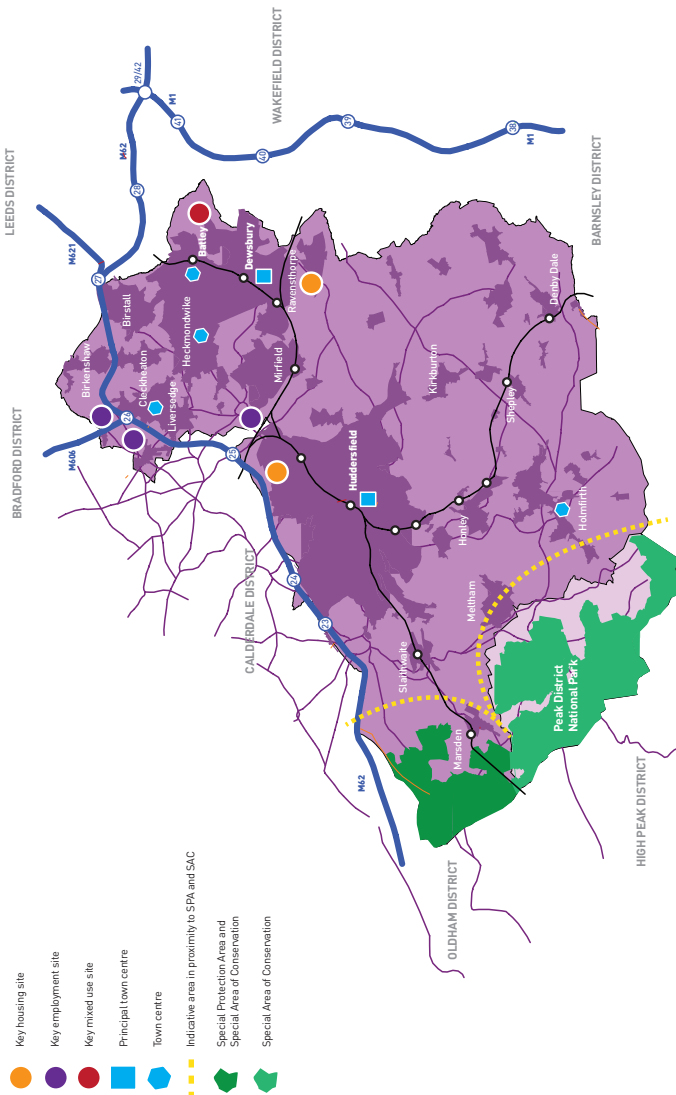 LEEDS DISTRICT
BRADFORD DISTRICT
WAKEFIELD DISTRICT
CALDERDALE DISTRICT
BARNSLEY DISTRICT
OLDHAM DISTRICT
HIGH PEAK DISTRICT
M621
M62
M1
M606
29/42
28
27
26
25
24
23
41
40
39
38
M1
M62
Birkenshaw
Birstall
Batley
Cleckheaton
Heckmondwike
Liversedge
Dewsbury
Ravensthorpe
Mirfield
Huddersfield
Kirkburton
Denby Dale
Shepley
Honley
Holmfirth
Meltham
Slaithwaite
Marsden
Peak District
National Park
Key housing site
Key employment site
Key mixed use site
Principal town centre
Town centre
Indicative area in proximity to SPA and SAC
Special Protection Area and
Special Area of Conservation
Special Area of Conservation